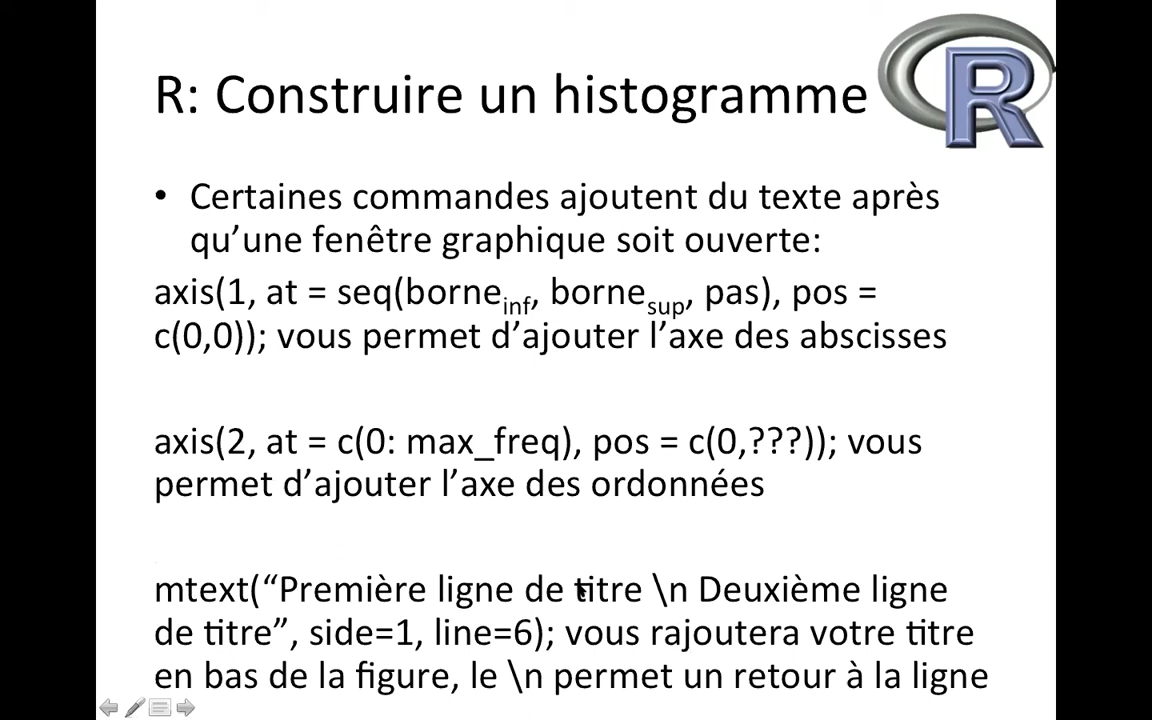 R: Construire un histogramme
R
• Certaines commandes ajoutent du texte après
qu’une fenêtre graphique soit ouverte:
axis(1, at = seq(borneinf, bornesup, pas), pos =
c(0,0)); vous permet d’ajouter l’axe des abscisses
axis(2, at = c(0: max_freq), pos = c(0,???)); vous
permet d’ajouter l’axe des ordonnées
mtext(“Première ligne de titre \n Deuxième ligne
de titre”, side=1, line=6); vous rajoutera votre titre
en bas de la figure, le \n permet un retour à la ligne